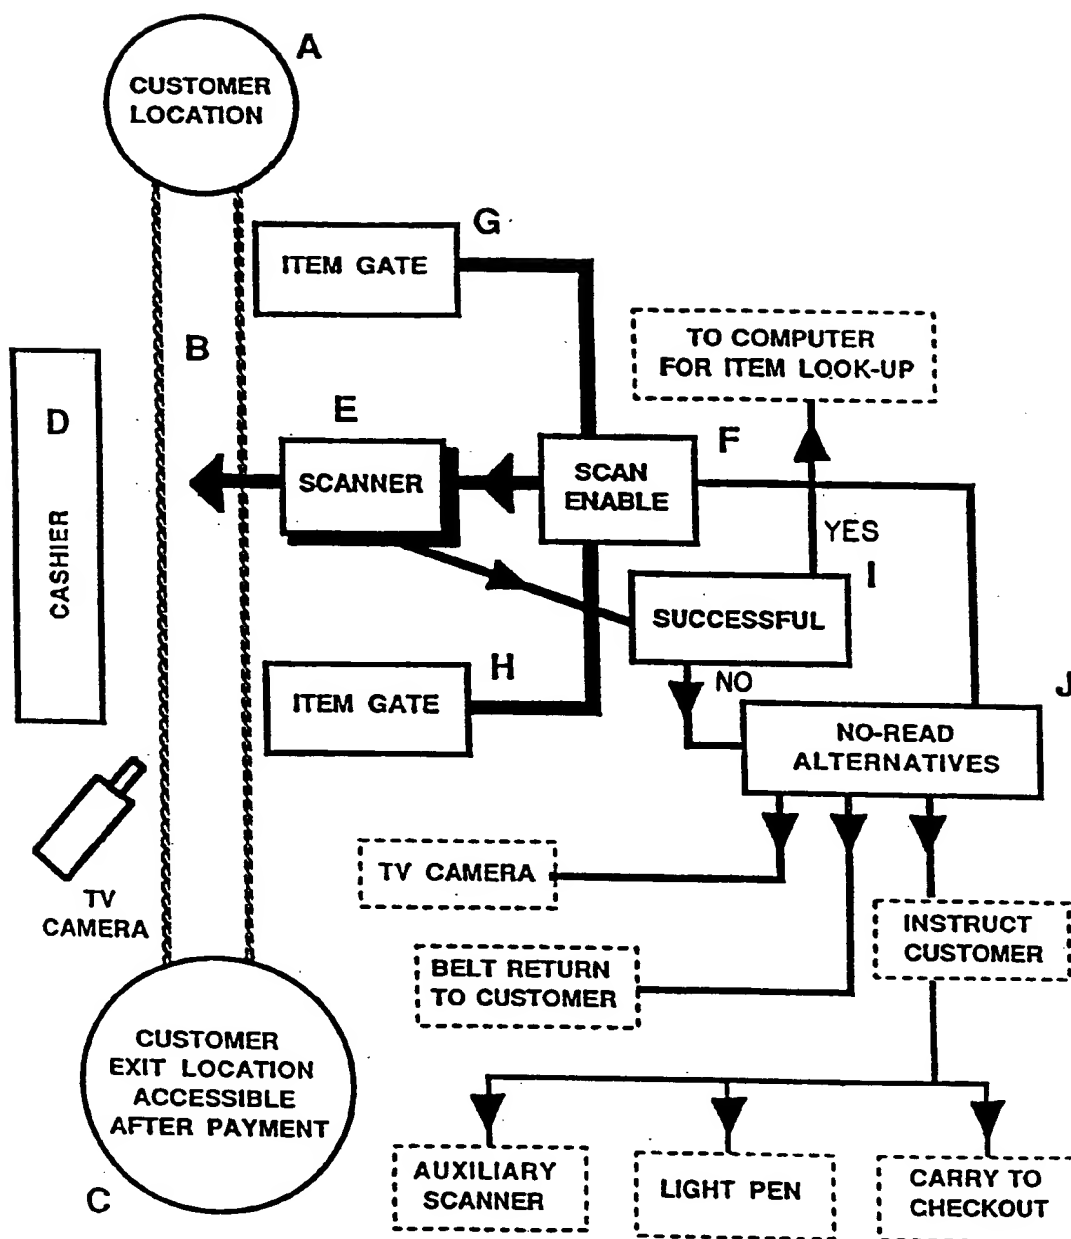 A
CUSTOMER
LOCATION
G
ITEM GATE
TO COMPUTER
FOR ITEM LOOK-UP
B
D
CASHIER
E
SCANNER
F
SCAN
ENABLE
YES
I
SUCCESSFUL
H
ITEM GATE
NO
J
NO-READ
ALTERNATIVES
TV
CAMERA
TV CAMERA
INSTRUCT
CUSTOMER
BELT RETURN
TO CUSTOMER
CUSTOMER
EXIT LOCATION
ACCESSIBLE
AFTER PAYMENT
C
AUXILIARY
SCANNER
LIGHT PEN
CARRY TO
CHECKOUT